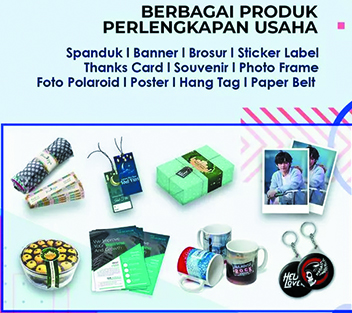 BERBAGAI PRODUK
PERLENGKAPAN USAHA
Spanduk I Banner I Brosur I Sticker Label
Thanks Card I Souvenir I Photo Frame
Foto Polaroid I Poster I Hang Tag I Paper Belt